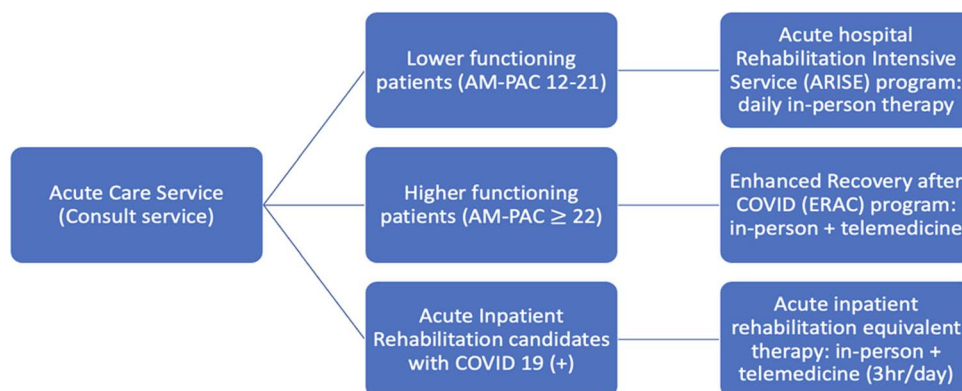 Acute Care Service
(Consult service)
Lower functioning
patients (AM-PAC 12-21)
Acute hospital
Rehabilitation Intensive
Service (ARISE) program:
daily in-person therapy
Higher functioning
patients (AM-PAC ≥ 22)
Enhanced Recovery after
COVID (ERAC) program:
in-person + telemedicine
Acute Inpatient
Rehabilitation candidates
with COVID 19 (+)
Acute inpatient
rehabilitation equivalent
therapy: in-person +
telemedicine (3hr/day)